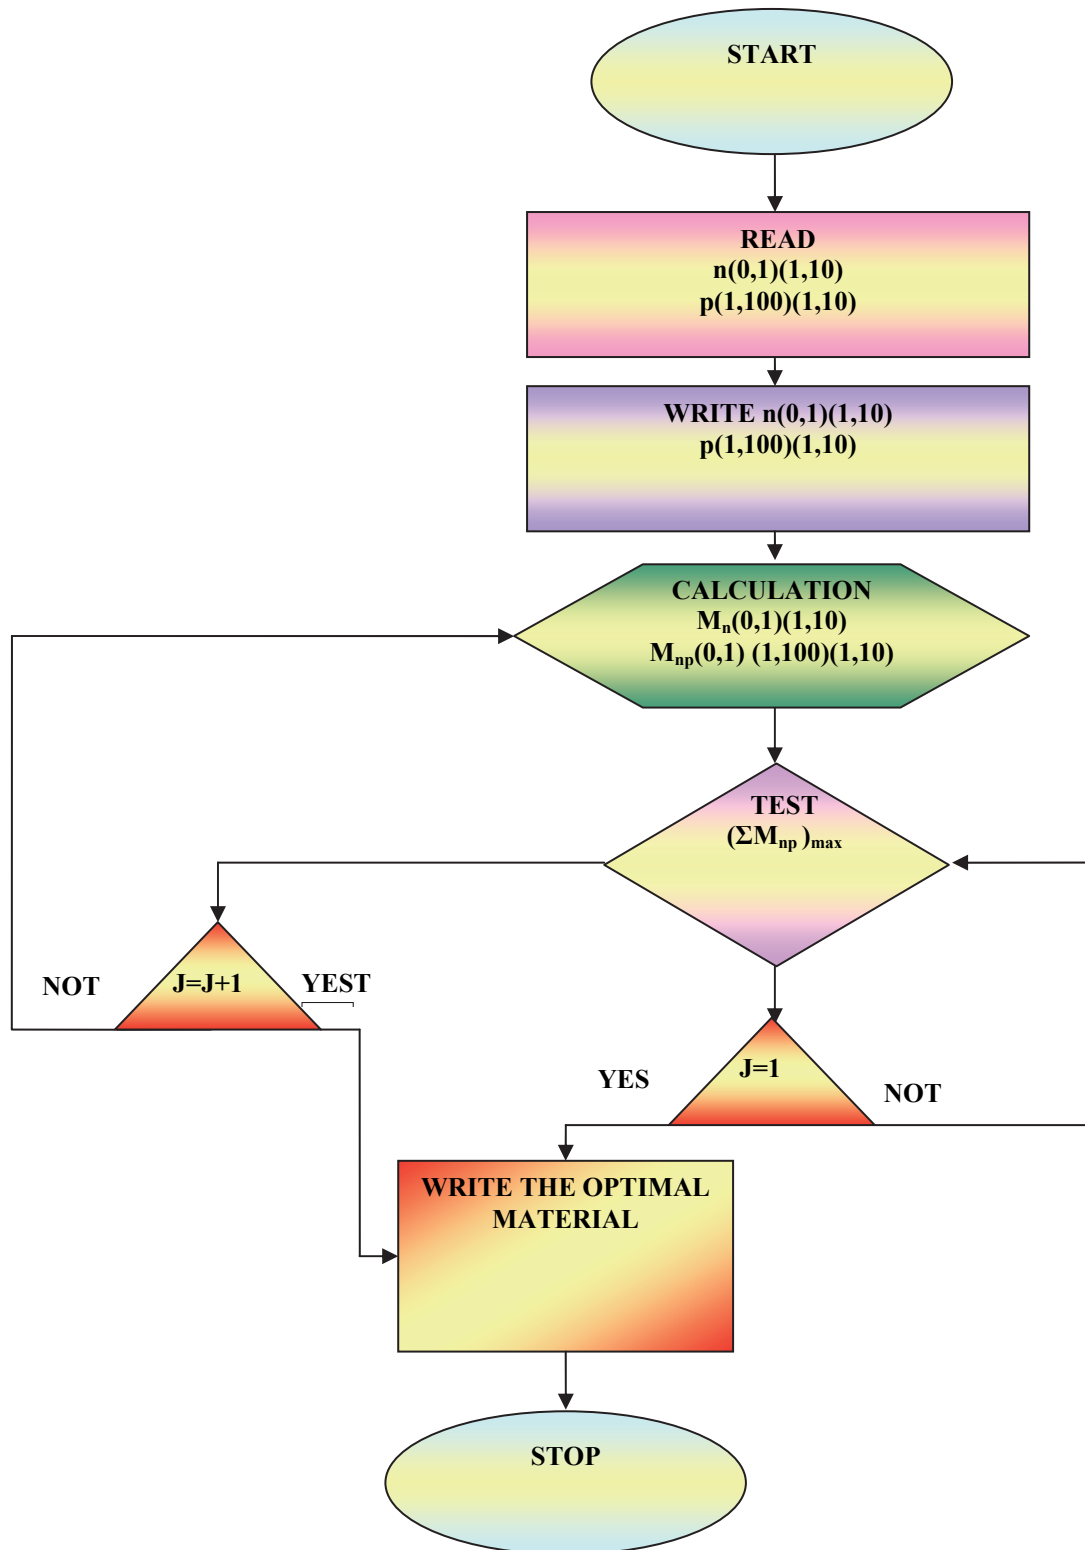 START
READ
n(0,1)(1,10)
p(1,100)(1,10)
WRITE n(0,1)(1,10)
p(1,100)(1,10)
CALCULATION
Mn(0,1)(1,10)
Mnp(0,1) (1,100)(1,10)
TEST
(ΣMnp )max
NOT
J=J+1
YEST
YES
J=1
NOT
WRITE THE OPTIMAL
MATERIAL
STOP